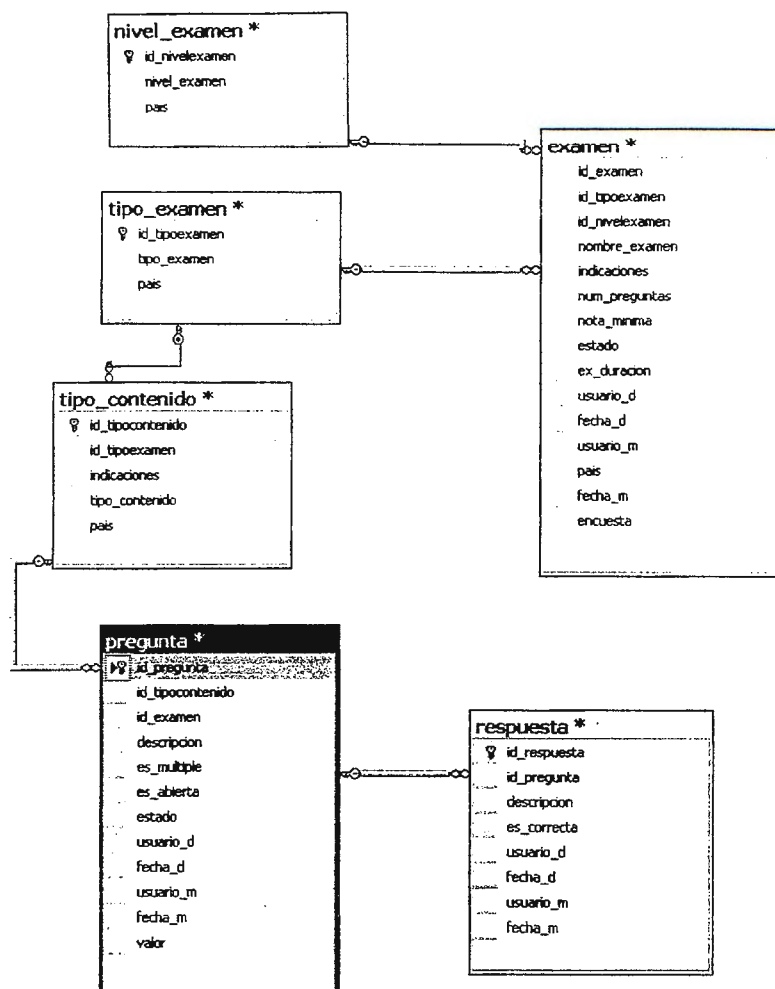 nivel_examen *
id_nivelexamen
nivel_examen
pais
tipo_examen *
id_tipoexamen
tipo_examen
pais
tipo_contenido *
id_tipocontenido
id_tipoexamen
indicaciones
tipo_contenido
pais
examen *
id_examen
id_tipoexamen
id_nivelexamen
nombre_examen
indicaciones
num_preguntas
nota_minima
estado
ex_duracion
usuario_d
fecha_d
usuario_m
pais
fecha_m
encuesta
pregunta *
id_pregunta
id_tipocontenido
id_examen
descripcion
es_multiple
es_abierta
estado
usuario_d
fecha_d
usuario_m
fecha_m
valor
respuesta *
id_respuesta
id_pregunta
descripcion
es_correcta
usuario_d
fecha_d
usuario_m
fecha_m